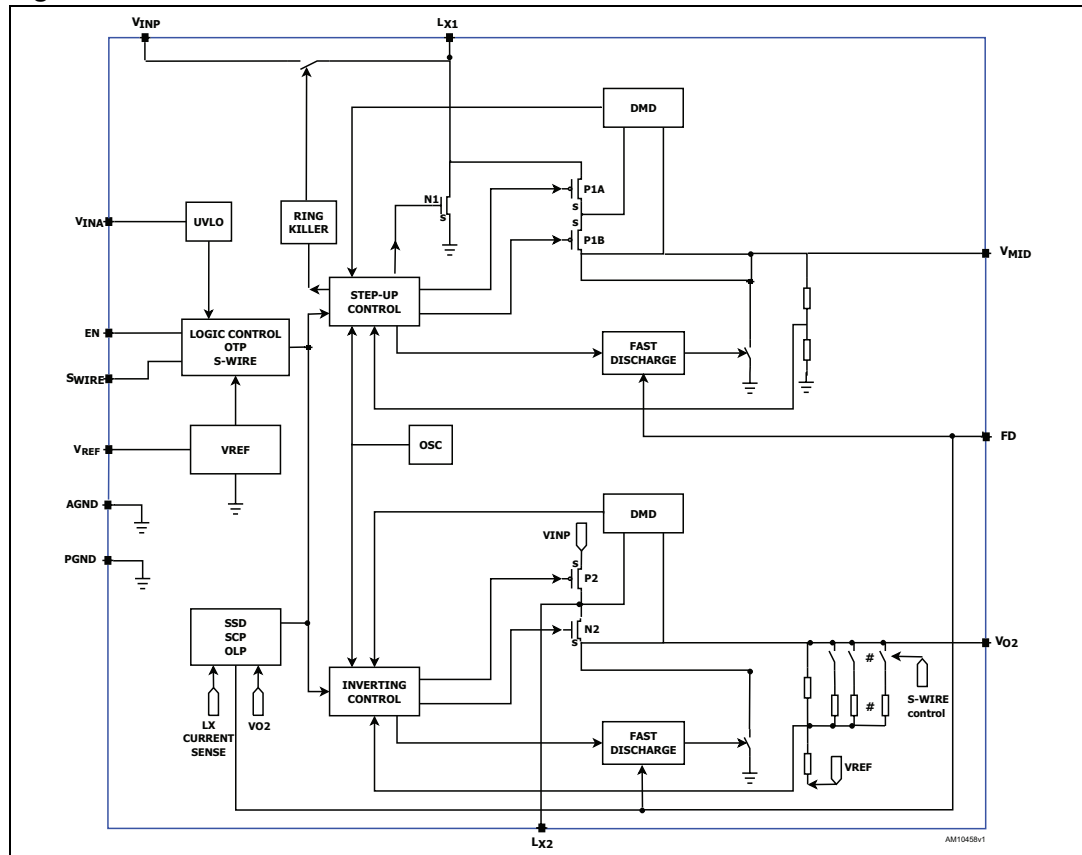 VINP
LX1
DMD
P1A
N1
S
S
S
P1B
VINA
UVLO
RING
KILLER
VMID
STEP-UP
CONTROL
EN
LOGIC CONTROL
OTP
S-WIRE
FAST
DISCHARGE
SWIRE
VREF
VREF
OSC
FD
AGND
DMD
VINP
PGND
S
P2
SSD
SCP
OLP
N2
S
VO2
#
INVERTING
CONTROL
S-WIRE
control
#
LX
CURRENT
SENSE
VO2
FAST
DISCHARGE
VREF
LX2
AM10458v1